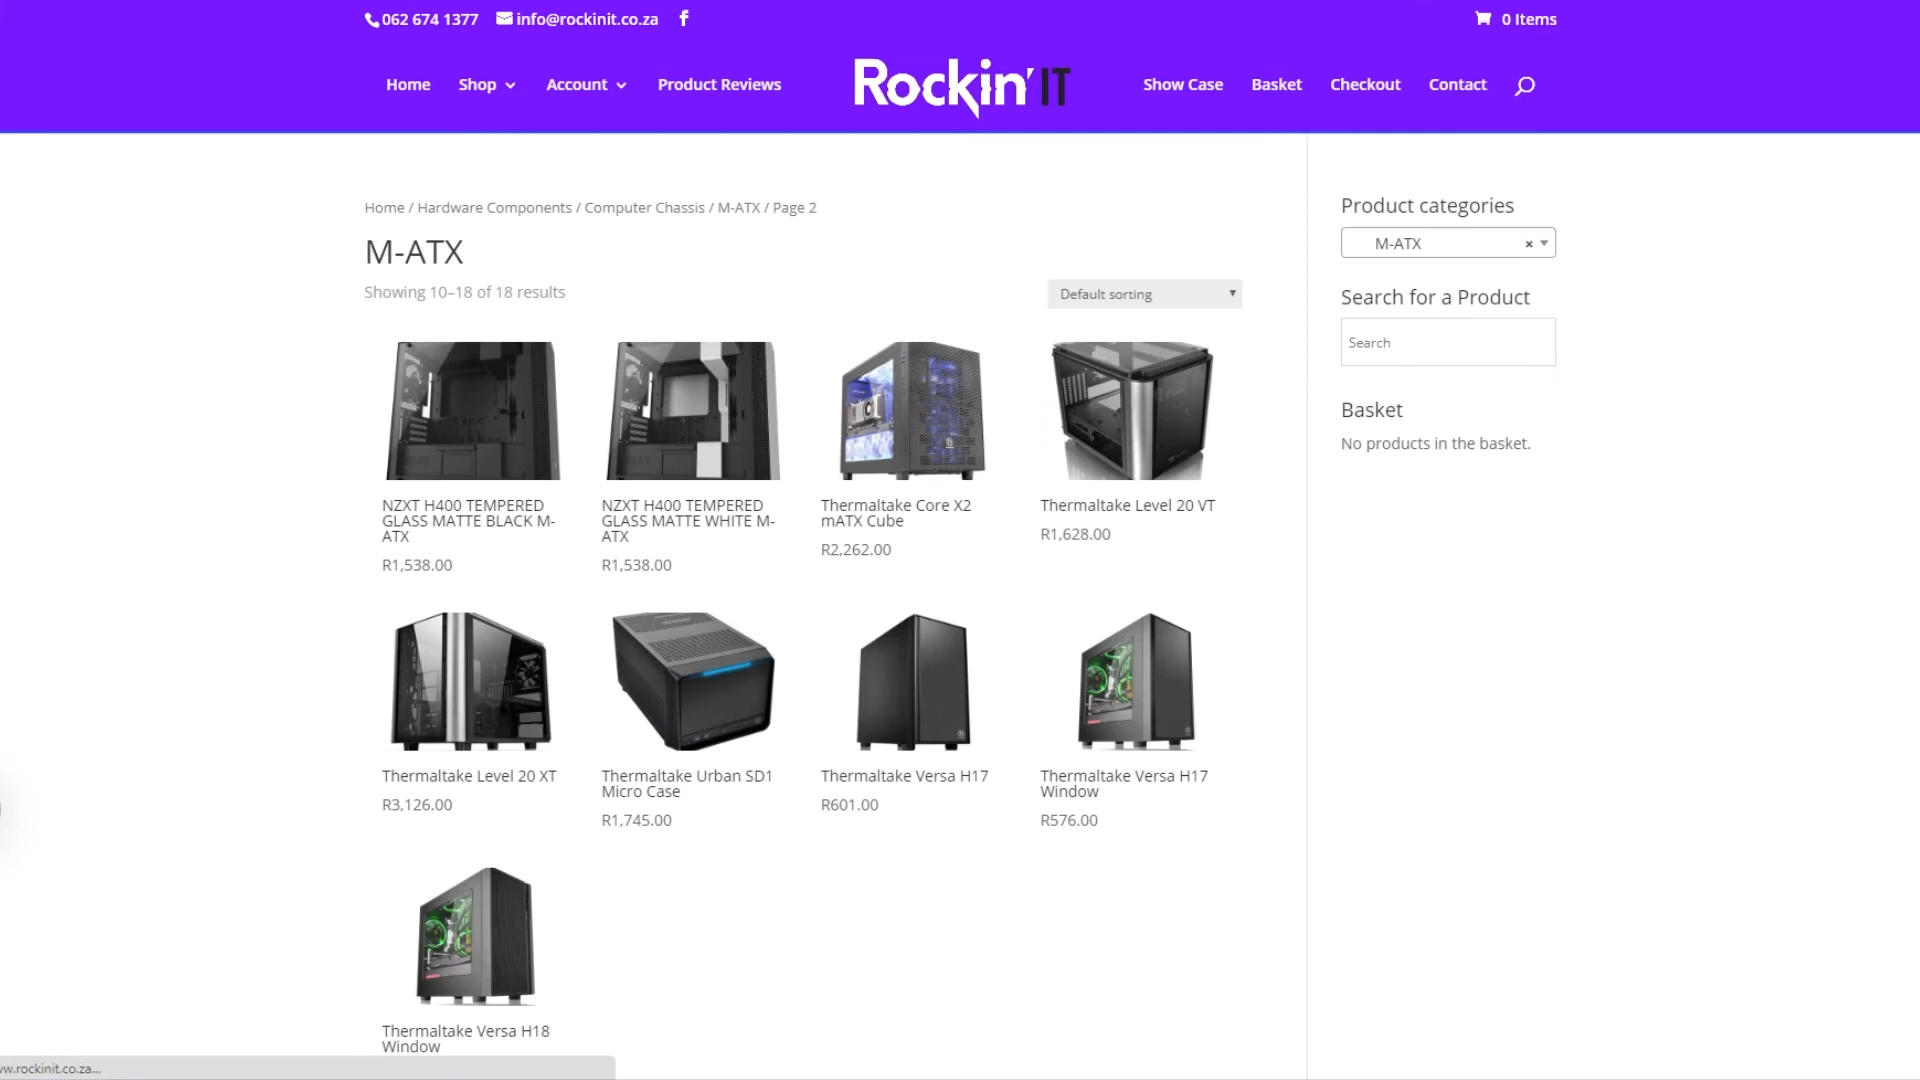 062 674 1377 info@rockinit.co.za 0 Items
Home Shop Account Product Reviews Rockin' IT Show Case Basket Checkout Contact
Home / Hardware Components / Computer Chassis / M-ATX / Page 2
M-ATX
Showing 10–18 of 18 results
Default sorting
NZXT H400 TEMPERED
GLASS MATTE BLACK M-
ATX
R1,538.00
NZXT H400 TEMPERED
GLASS MATTE WHITE M-
ATX
R1,538.00
Thermaltake Core X2
mATX Cube
R2,262.00
Thermaltake Level 20 VT
R1,628.00
Thermaltake Level 20 XT
R3,126.00
Thermaltake Urban SD1
Micro Case
R1,745.00
Thermaltake Versa H17
R601.00
Thermaltake Versa H17
Window
R576.00
Thermaltake Versa H18
Window
Product categories
M-ATX ×
Search for a Product
Search
Basket
No products in the basket.
w.rockinit.co.za...